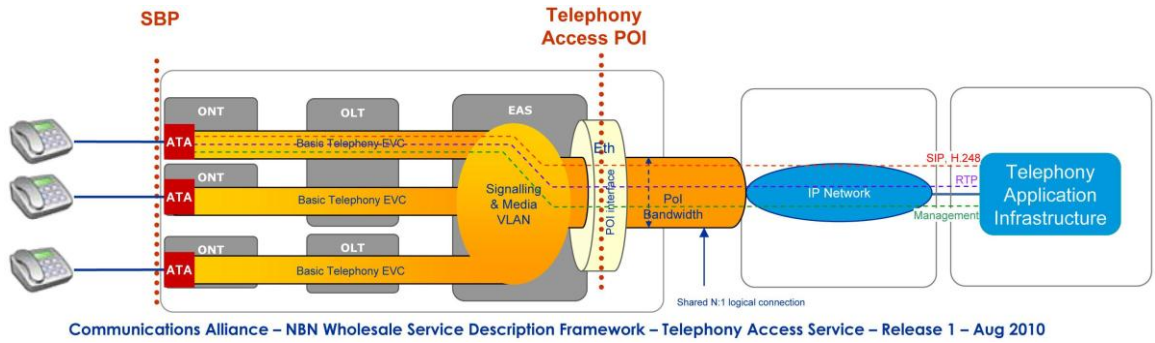 SBP
Telephony
Access POI
ONT
OLT
EAS
ATA
Basic Telephony EVC
Eth
SIP, H.248
ONT
RTP
ATA
Basic Telephony EVC
Signalling
& Media
VLAN
POI interface
PoI
Bandwidth
IP Network
Telephony
Application
Infrastructure
Management
ONT
OLT
ATA
Basic Telephony EVC
Shared N:1 logical connection
Communications Alliance – NBN Wholesale Service Description Framework – Telephony Access Service – Release 1 – Aug 2010